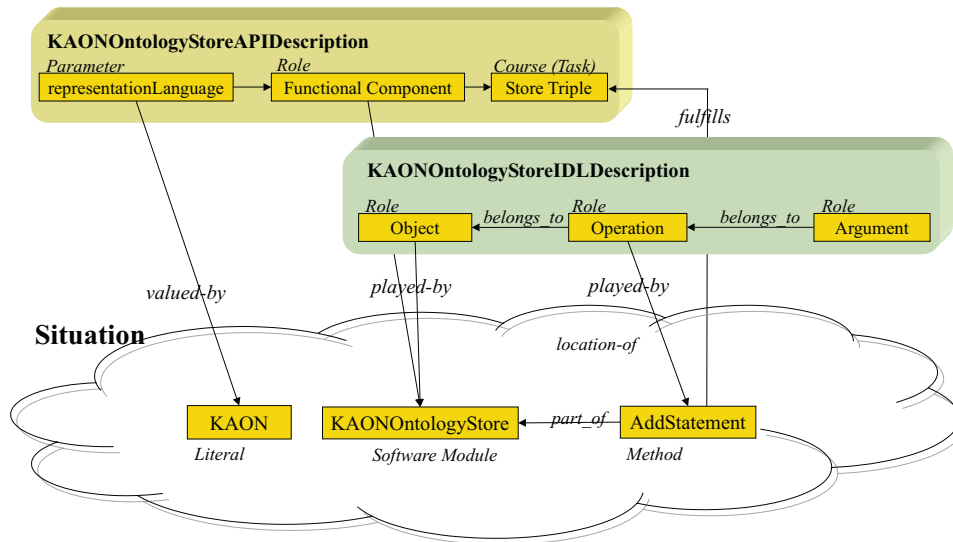 KAONOntologyStoreAPIDescription
Parameter
Role
Course (Task)
representationLanguage
Functional Component
Store Triple
fulfills
KAONOntologyStoreIDLDescription
Role
Role
Role
belongs_to
belongs_to
Object
Operation
Argument
valued-by
played-by
played-by
Situation
location-of
KAON
KAONOntologyStore
part_of
AddStatement
Literal
Software Module
Method